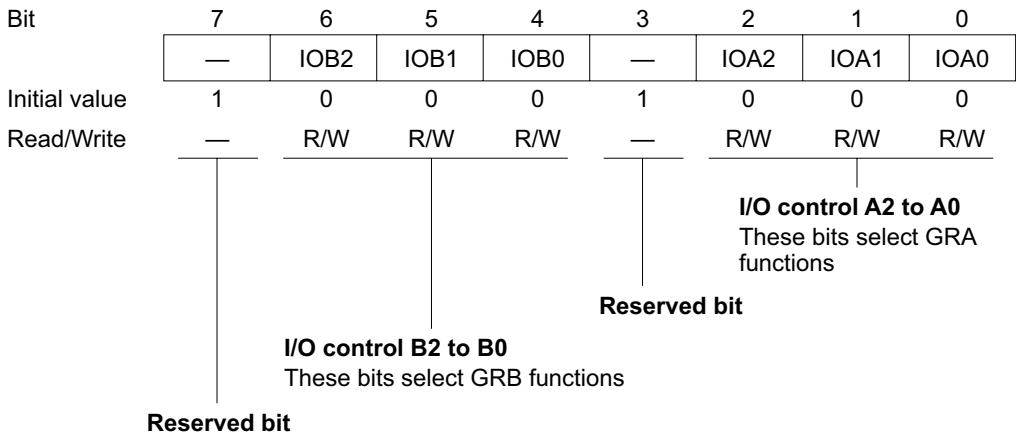 Bit 7 6 5 4 3 2 1 0
— IOB2 IOB1 IOB0 — IOA2 IOA1 IOA0
Initial value 1 0 0 0 1 0 0 0
Read/Write — R/W R/W R/W — R/W R/W R/W
I/O control A2 to A0
These bits select GRA
functions
Reserved bit
I/O control B2 to B0
These bits select GRB functions
Reserved bit